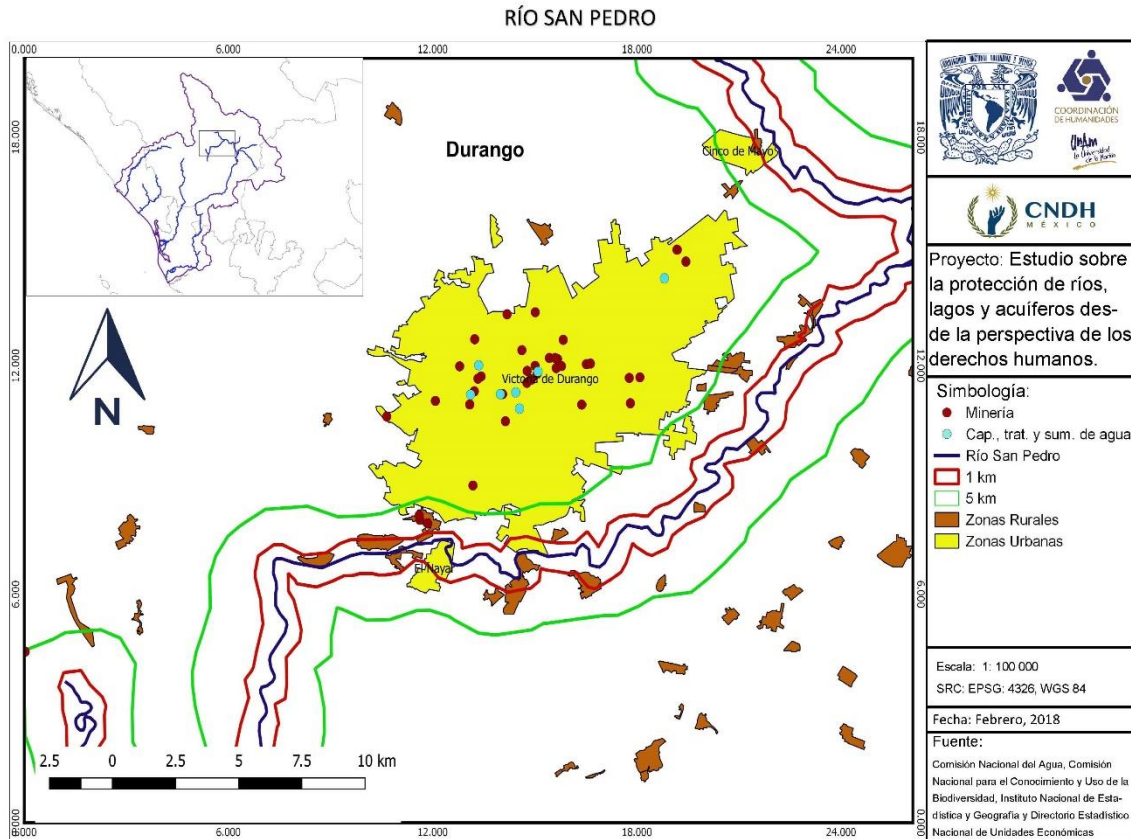 RÍO SAN PEDRO
0.000 6.000 12.000 18.000 24.000
18.000
18.000
Durango
Cinco de Mayo
COORDINACIÓN
DE HUMANIDADES
UNAM
La Universidad
de la Nación
CNDH
MÉXICO
Proyecto: Estudio sobre
la protección de ríos,
lagos y acuíferos des-
de la perspectiva de los
derechos humanos.
12.000
12.000
Victoria de Durango
N
Simbología:
Minería
Cap., trat. y sum. de agua
Río San Pedro
1 km
5 km
Zonas Rurales
Zonas Urbanas
El Nayar
6.000
6.000
Escala: 1: 100 000
SRC: EPSG: 4326, WGS 84
Fecha: Febrero, 2018
Fuente:
Comisión Nacional del Agua, Comisión
Nacional para el Conocimiento y Uso de la
Biodiversidad, Instituto Nacional de Esta-
dística y Geografía y Directorio Estadístico
Nacional de Unidades Económicas
2.5 0 2.5 5 7.5 10 km
0.000
0.000 6.000 12.000 18.000 24.000